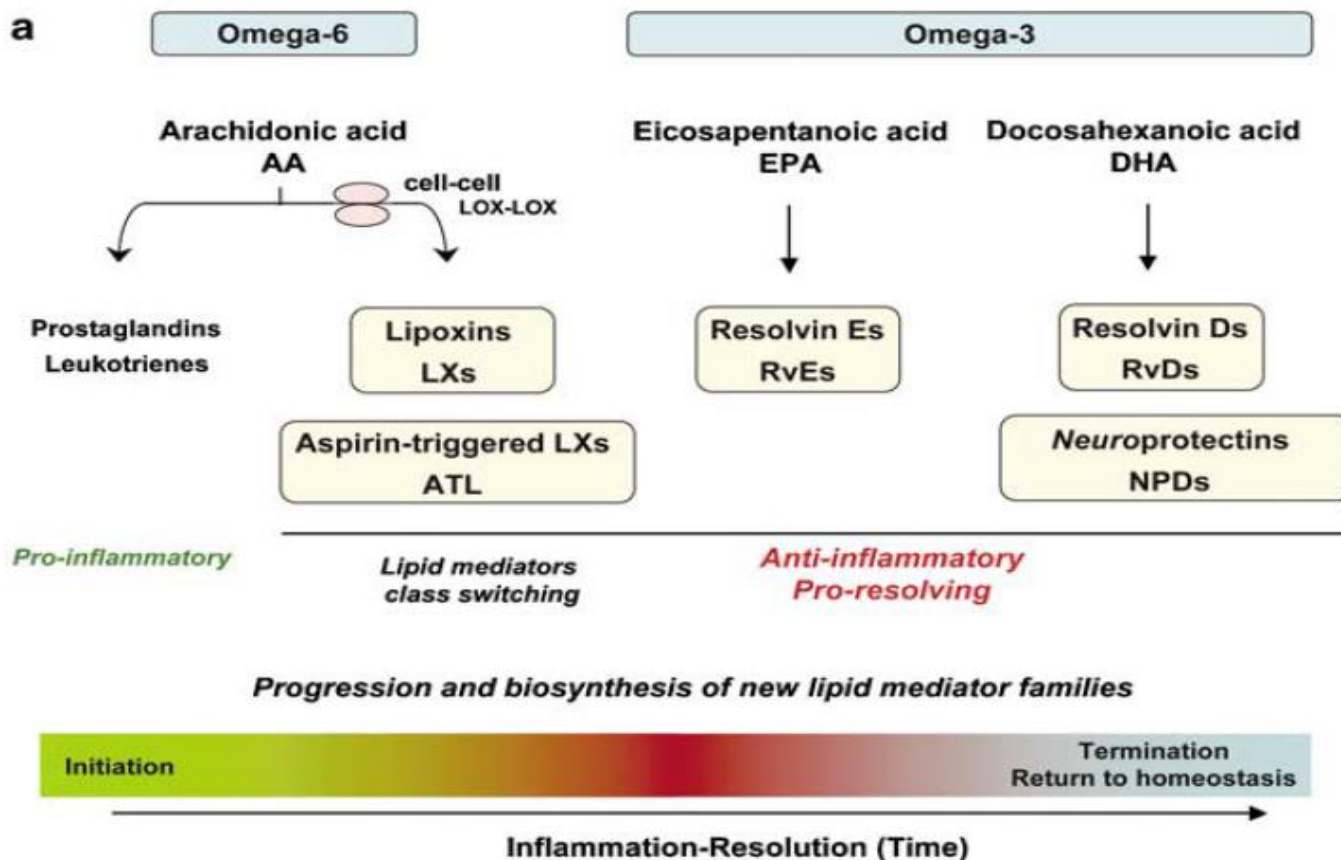 a
Omega-6
Omega-3
Arachidonic acid
AA
cell-cell
LOX-LOX
Eicosapentanoic acid
EPA
Docosahexanoic acid
DHA
Prostaglandins
Leukotrienes
Lipoxins
LXs
Resolvin Es
RvEs
Resolvin Ds
RvDs
Aspirin-triggered LXs
ATL
Neuroprotectins
NPDs
Pro-inflammatory
Lipid mediators
class switching
Anti-inflammatory
Pro-resolving
Progression and biosynthesis of new lipid mediator families
Initiation
Termination
Return to homeostasis
Inflammation-Resolution (Time)